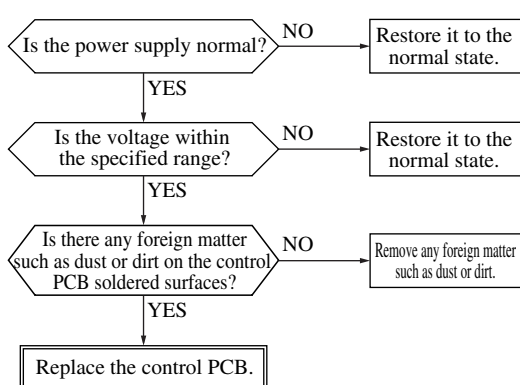 Is the power supply normal?
NO
Restore it to the
normal state.
YES
Is the voltage within
the specified range?
NO
Restore it to the
normal state.
YES
Is there any foreign matter
such as dust or dirt on the control
PCB soldered surfaces?
NO
Remove any foreign matter
such as dust or dirt.
YES
Replace the control PCB.